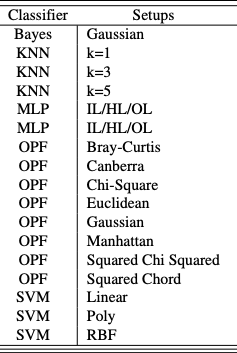 Classifier Setups
Bayes Gaussian
KNN k=1
KNN k=3
KNN k=5
MLP IL/HL/OL
MLP IL/HL/OL
OPF Bray-Curtis
OPF Canberra
OPF Chi-Square
OPF Euclidean
OPF Gaussian
OPF Manhattan
OPF Squared Chi Squared
OPF Squared Chord
SVM Linear
SVM Poly
SVM RBF